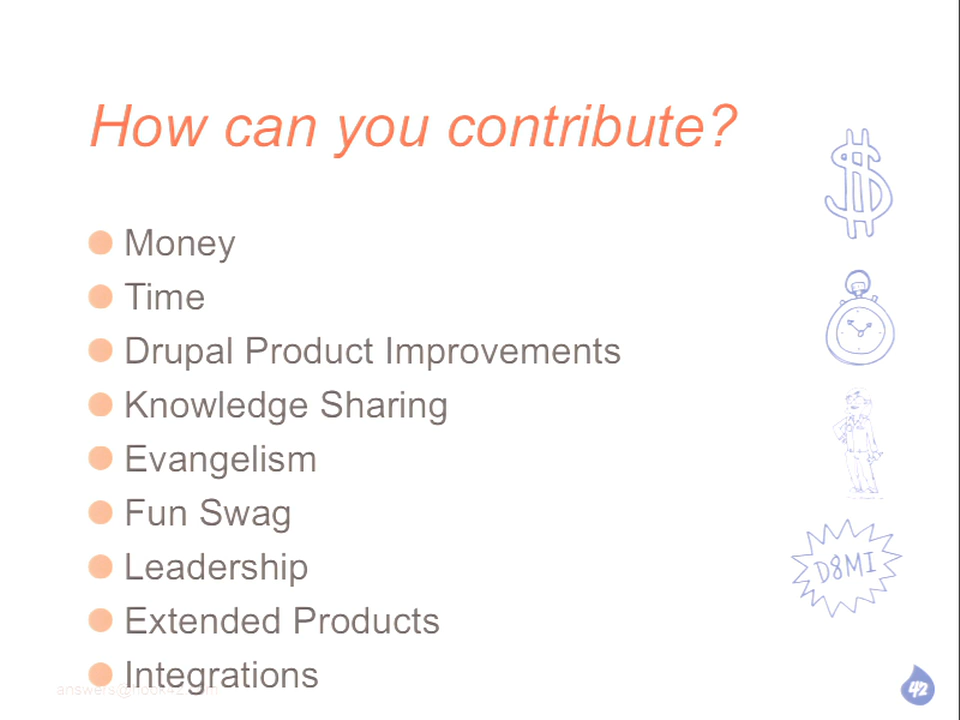 How can you contribute?
Money
Time
Drupal Product Improvements
Knowledge Sharing
Evangelism
Fun Swag
Leadership
Extended Products
Integrations
D8MI
42